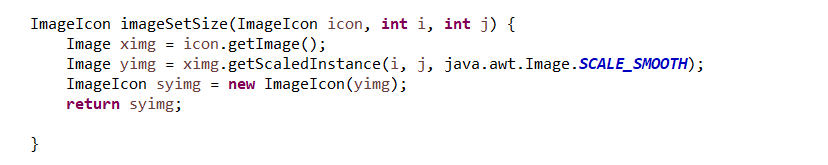 ImageIcon imageSetSize(ImageIcon icon, int i, int j) {
    Image ximg = icon.getImage();
    Image yimg = ximg.getScaledInstance(i, j, java.awt.Image.SCALE_SMOOTH);
    ImageIcon syimg = new ImageIcon(yimg);
    return syimg;
}